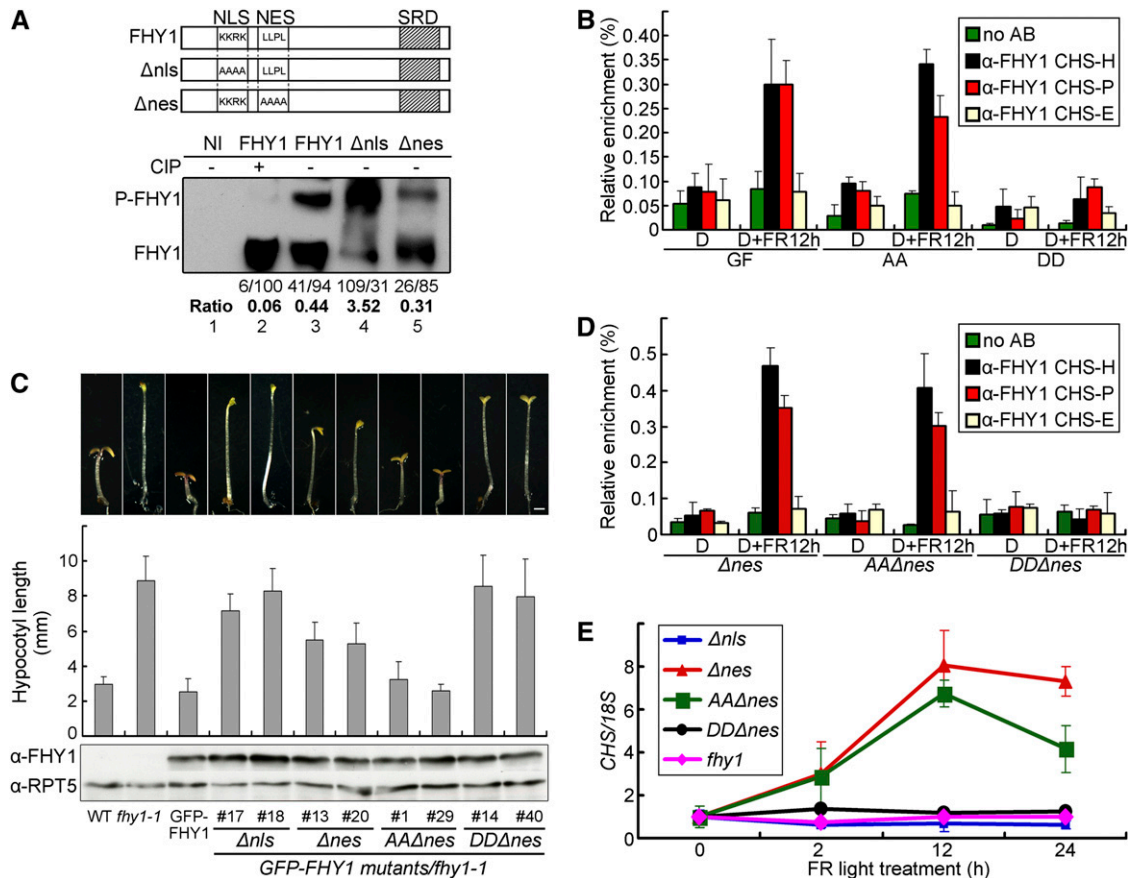 A
NLS NES SRD
FHY1 KKRK LLPL
Δnls AAAA LLPL
Δnes KKRK AAAA
NI FHY1 FHY1 Δnls Δnes
CIP - + - - -
P-FHY1
FHY1
6/100 41/94 109/31 26/85
Ratio 0.06 0.44 3.52 0.31
1 2 3 4 5
B
Relative enrichment (%)
0.40
0.35
0.30
0.25
0.20
0.15
0.10
0.05
no AB
α-FHY1 CHS-H
α-FHY1 CHS-P
α-FHY1 CHS-E
D D+FR12h D D+FR12h D D+FR12h
GF AA DD
C
Hypocotyl length
(mm)
10
8
6
4
2
0
α-FHY1
α-RPT5
WT fhy1-1 GFP-FHY1 #17 #18 #13 #20 #1 #29 #14 #40
Δnls Δnes AAΔnes DDΔnes
GFP-FHY1 mutants/fhy1-1
D
Relative enrichment (%)
0.5
0.4
0.3
0.2
0.1
0
no AB
α-FHY1 CHS-H
α-FHY1 CHS-P
α-FHY1 CHS-E
D D+FR12h D D+FR12h D D+FR12h
Δnes AAΔnes DDΔnes
E
CHS/18S
8
6
4
2
0
Δnls
Δnes
AAΔnes
DDΔnes
fhy1
0 2 12 24
FR light treatment (h)